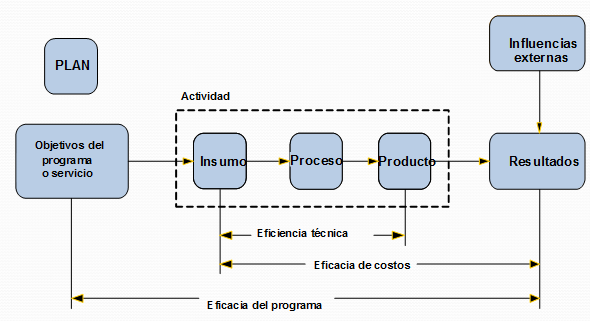 PLAN
Influencias
externas
Actividad
Objetivos del
programa
o servicio
Insumo
Proceso
Producto
Resultados
Eficiencia técnica
Eficacia de costos
Eficacia del programa